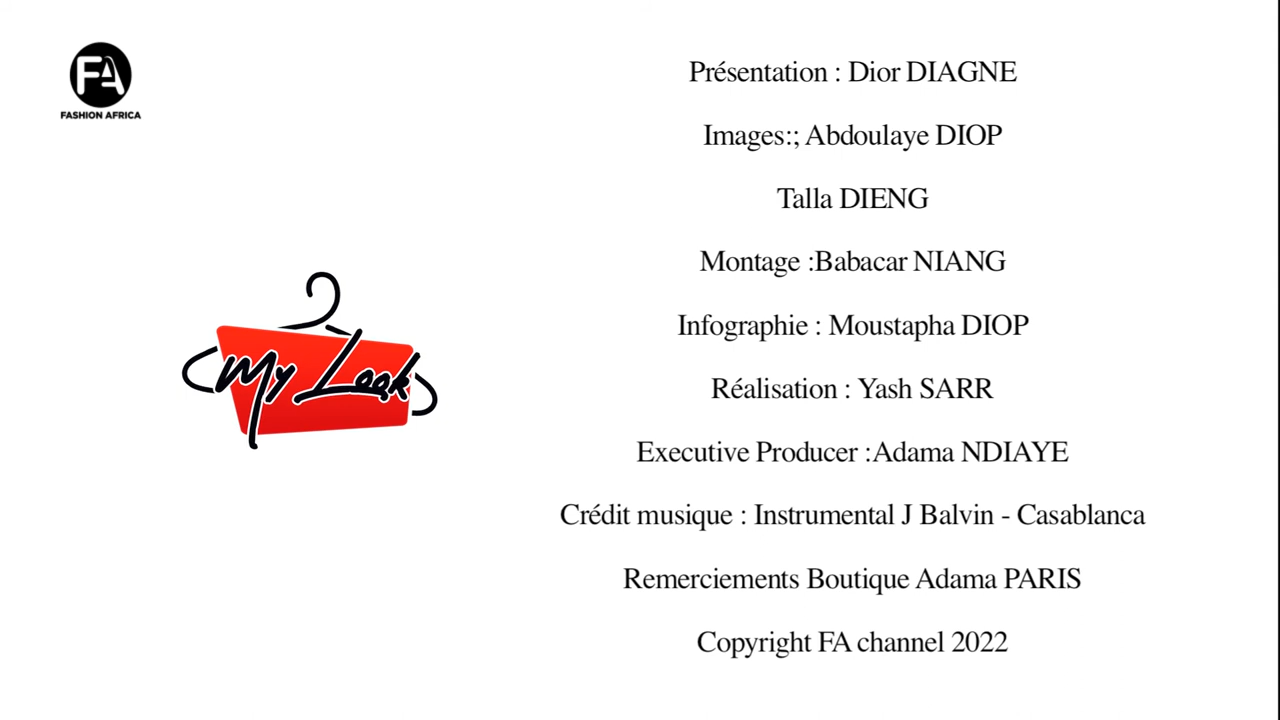 FA
FASHION AFRICA
My Look
Présentation : Dior DIAGNE
Images:; Abdoulaye DIOP
Talla DIENG
Montage :Babacar NIANG
Infographie : Moustapha DIOP
Réalisation : Yash SARR
Executive Producer :Adama NDIAYE
Crédit musique : Instrumental J Balvin - Casablanca
Remerciements Boutique Adama PARIS
Copyright FA channel 2022